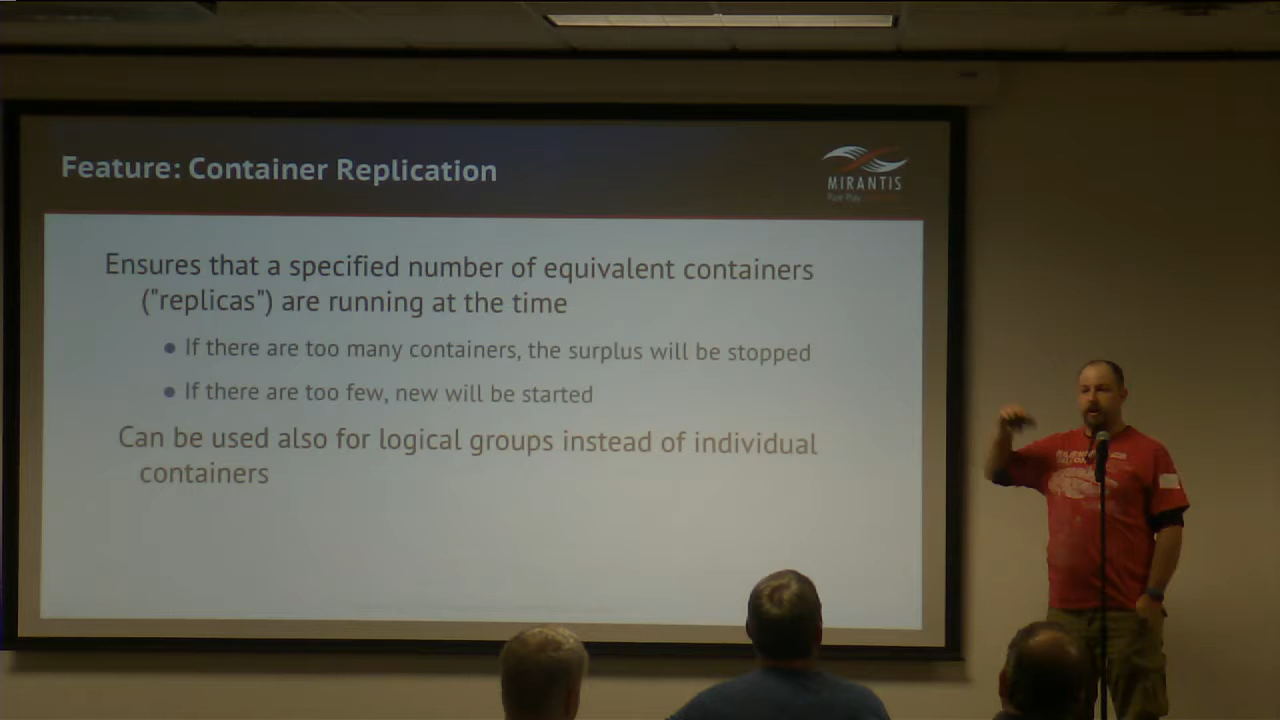 Feature: Container Replication
MIRANTIS
Pure Play
Ensures that a specified number of equivalent containers
("replicas") are running at the time
● If there are too many containers, the surplus will be stopped
● If there are too few, new will be started
Can be used also for logical groups instead of individual
containers